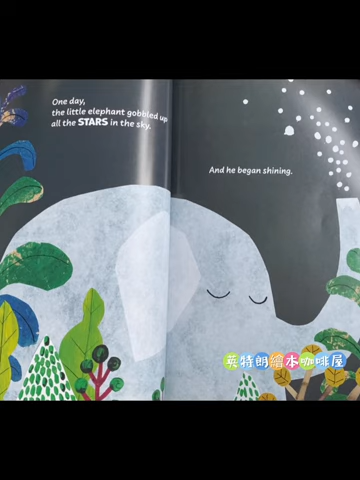 One day,
the little elephant gobbled up
all the STARS in the sky.
And he began shining.
英特朗繪本咖啡屋